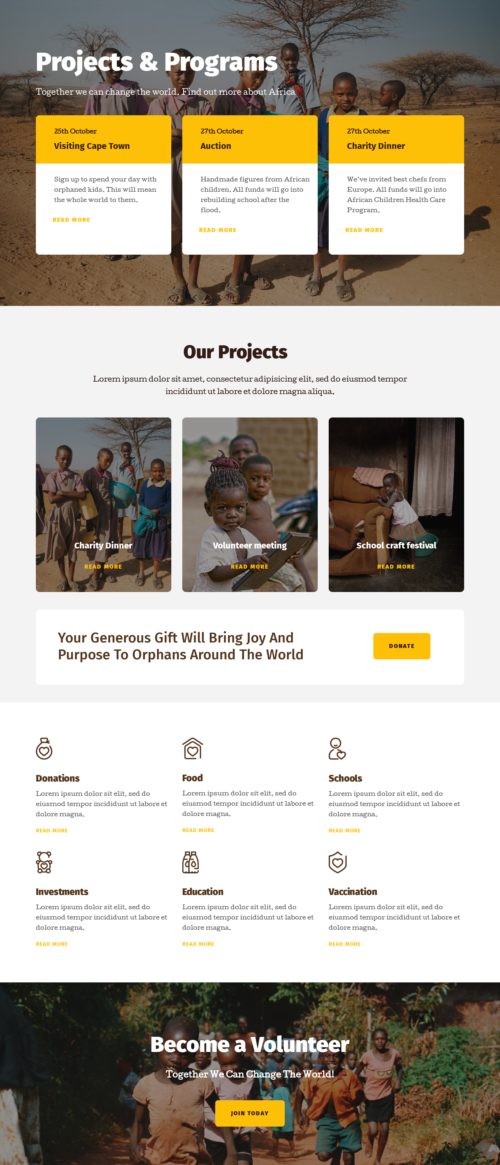 Projects & Programs
Together we can change the world. Find out more about Africa
25th October
Visiting Cape Town
Sign up to spend your day with
orphaned kids. This will mean
the whole world to them.
READ MORE
27th October
Auction
Handmade figures from African
children. All funds will go into
rebuilding school after the
flood.
READ MORE
27th October
Charity Dinner
We've invited best chefs from
Europe. All funds will go into
African Children Health Care
Program.
READ MORE
Our Projects
Lorem ipsum dolor sit amet, consectetur adipisicing elit, sed do eiusmod tempor
incididunt ut labore et dolore magna aliqua.
Charity Dinner
READ MORE
Volunteer meeting
READ MORE
School craft festival
READ MORE
Your Generous Gift Will Bring Joy And
Purpose To Orphans Around The World
DONATE
Donations
Lorem ipsum dolor sit elit, sed do
eiusmod tempor incididunt ut labore et
dolore magna.
READ MORE
Food
Lorem ipsum dolor sit elit, sed do
eiusmod tempor incididunt ut labore et
dolore magna.
READ MORE
Schools
Lorem ipsum dolor sit elit, sed do
eiusmod tempor incididunt ut labore et
dolore magna.
READ MORE
Investments
Lorem ipsum dolor sit elit, sed do
eiusmod tempor incididunt ut labore et
dolore magna.
READ MORE
Education
Lorem ipsum dolor sit elit, sed do
eiusmod tempor incididunt ut labore et
dolore magna.
READ MORE
Vaccination
Lorem ipsum dolor sit elit, sed do
eiusmod tempor incididunt ut labore et
dolore magna.
READ MORE
Become a Volunteer
Together We Can Change The World!
JOIN TODAY